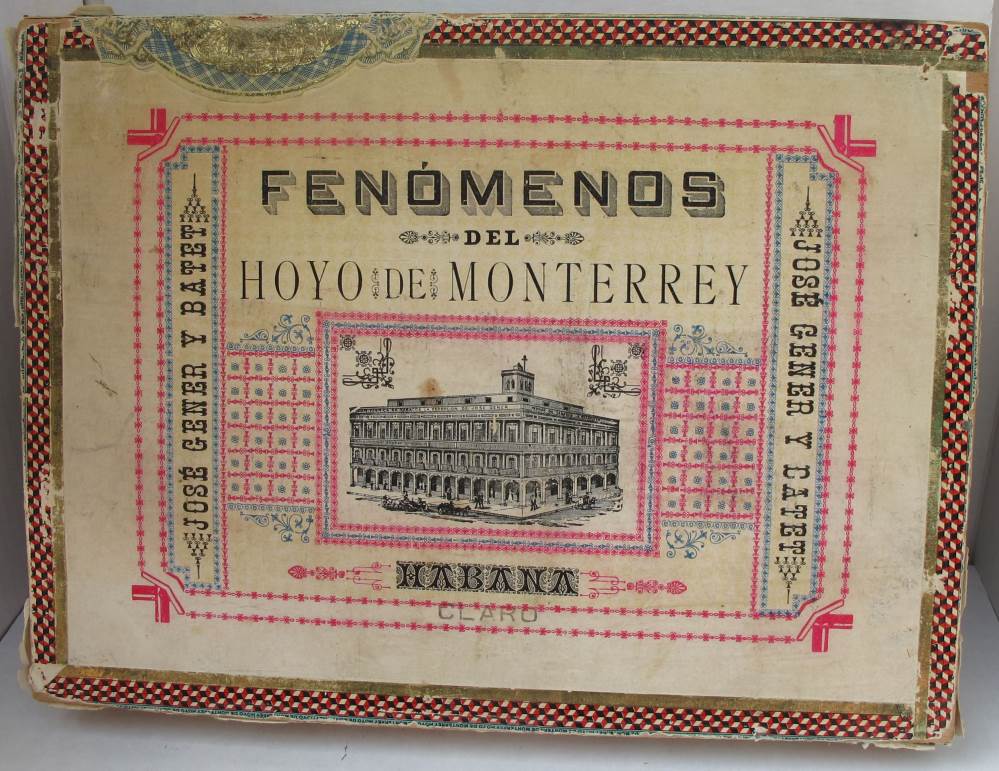 FENÓMENOS
DEL
HOYO DE MONTERREY
JOSÉ GENER Y BATET
JOSÉ GENER Y BATET
HABANA
CLARO